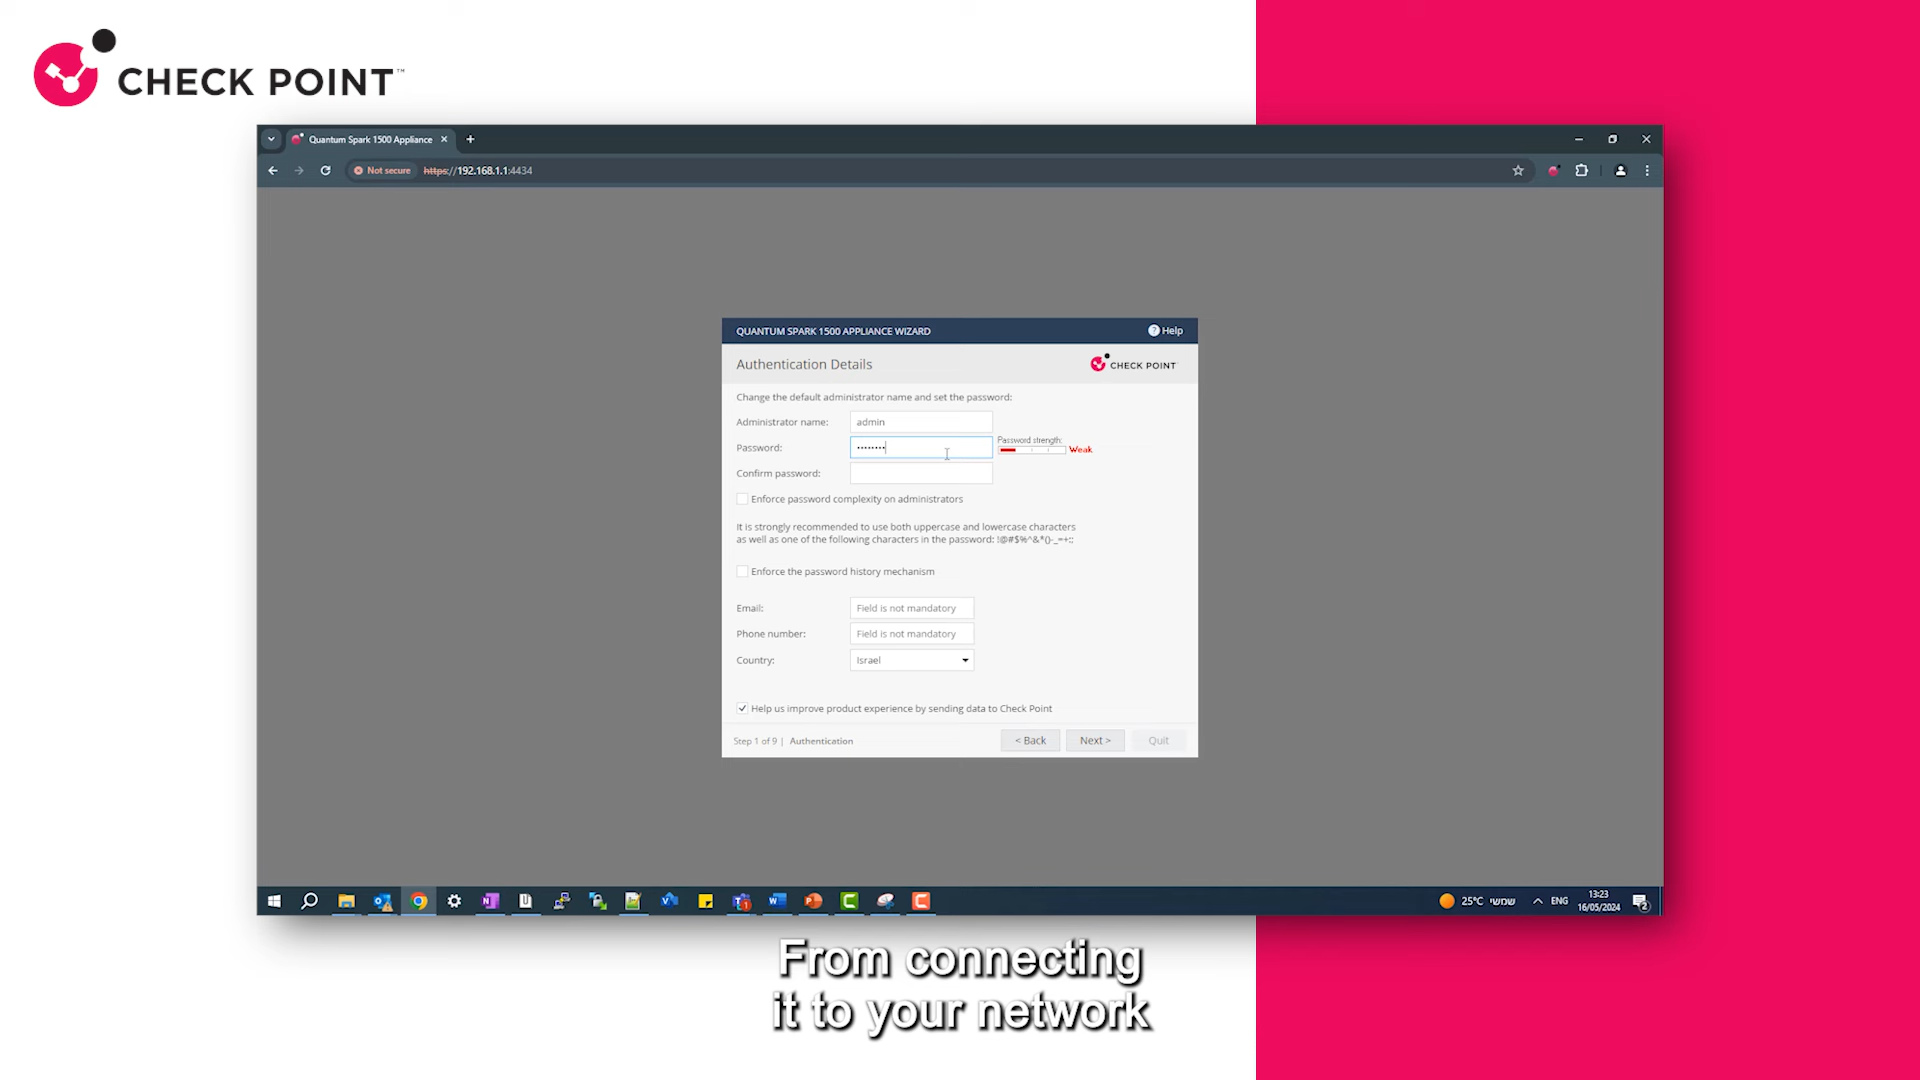 CHECK POINT™
Quantum Spark 1500 Appliance
Not secure
https://192.168.1.1:4434
QUANTUM SPARK 1500 APPLIANCE WIZARD
Help
Authentication Details
CHECK POINT
Change the default administrator name and set the password:
Administrator name: admin
Password: ••••••••
Password strength:
Weak
Confirm password:
Enforce password complexity on administrators
It is strongly recommended to use both uppercase and lowercase characters
as well as one of the following characters in the password: !@#$%^&*()-_=+:;
Enforce the password history mechanism
Email: Field is not mandatory
Phone number: Field is not mandatory
Country: Israel
Help us improve product experience by sending data to Check Point
Step 1 of 9 | Authentication
< Back
Next >
Quit
25°C שמשי
ENG
13:23
16/05/2024
From connecting
it to your network